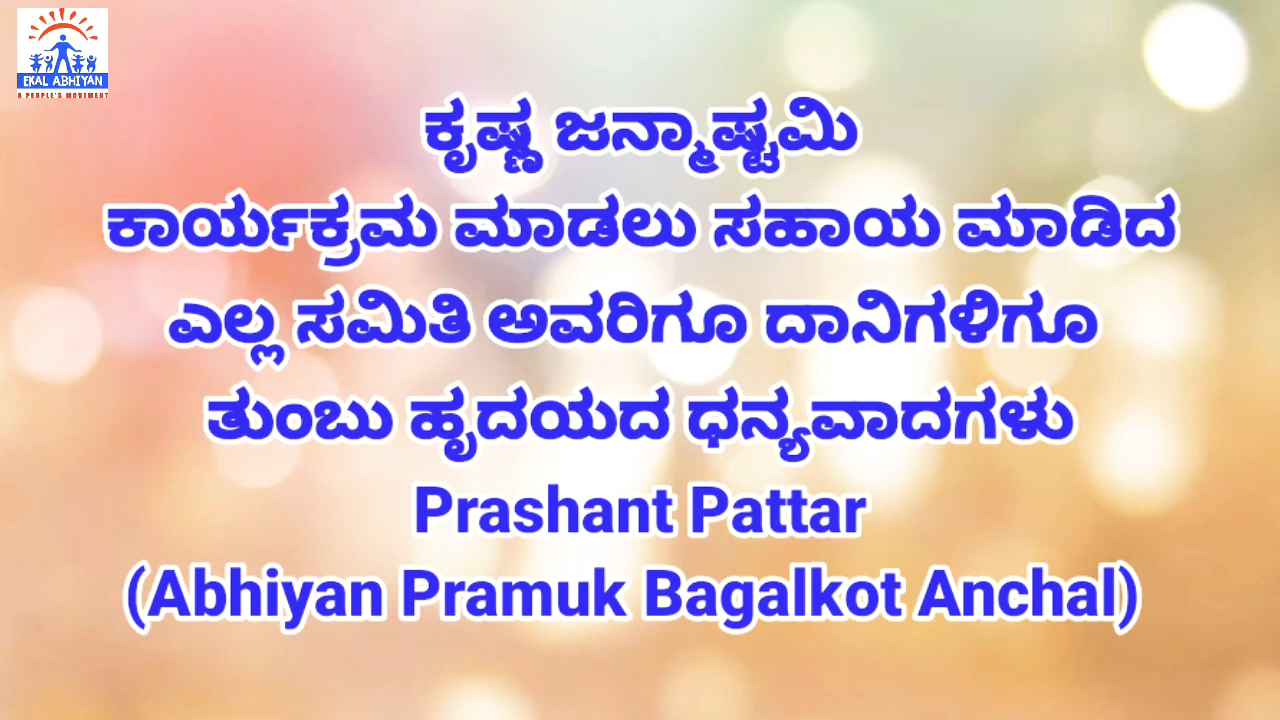 EKAL ABHIYAN
A PEOPLE'S MOVEMENT
ಕೃಷ್ಣ ಜನ್ಮಾಷ್ಟಮಿ
ಕಾರ್ಯಕ್ರಮ ಮಾಡಲು ಸಹಾಯ ಮಾಡಿದ
ಎಲ್ಲ ಸಮಿತಿ ಅವರಿಗೂ ದಾನಿಗಳಿಗೂ
ತುಂಬು ಹೃದಯದ ಧನ್ಯವಾದಗಳು
Prashant Pattar
(Abhiyan Pramuk Bagalkot Anchal)